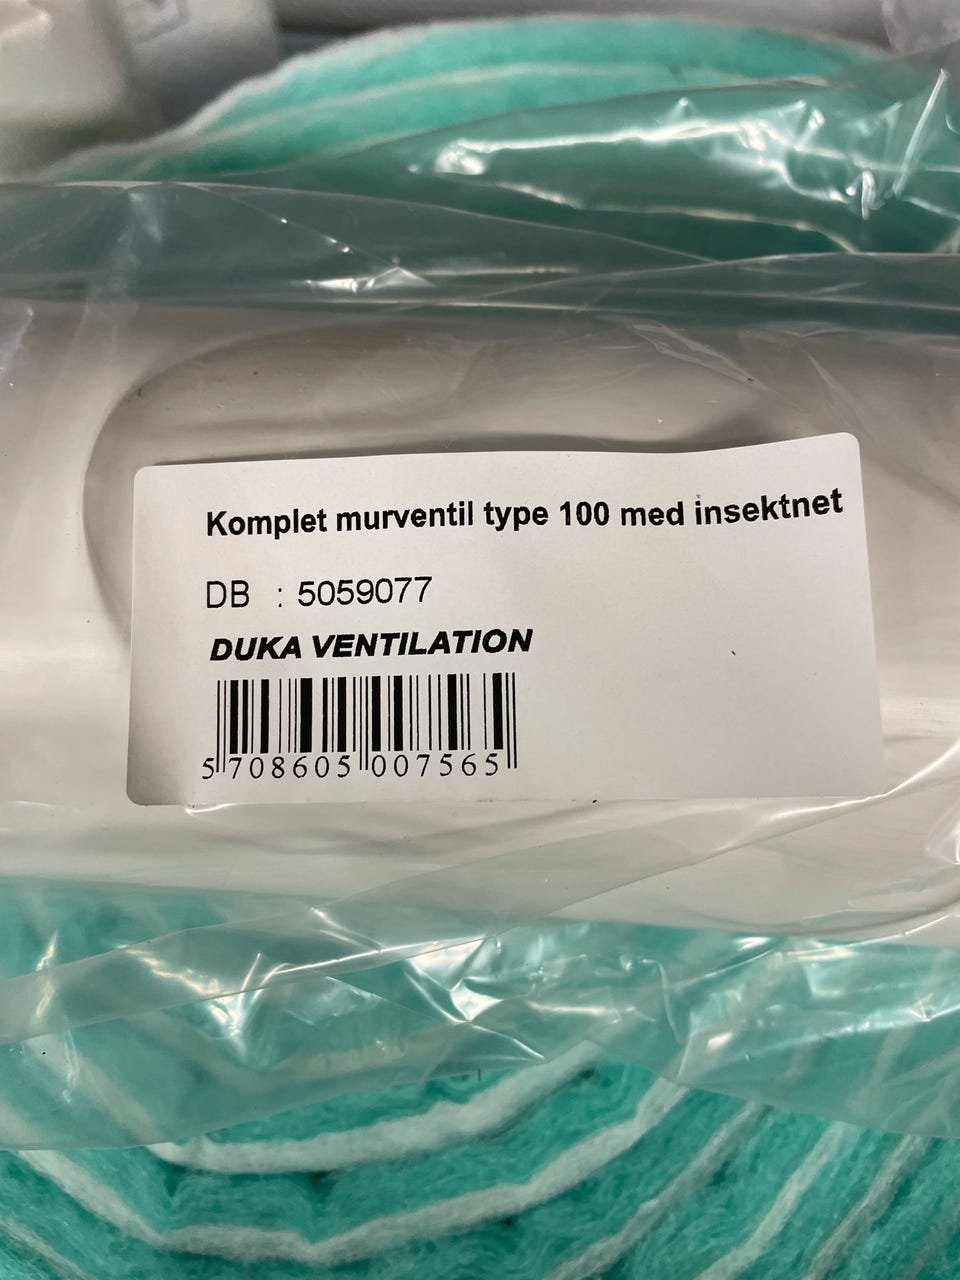 Komplet murventil type 100 med insektnet
DB : 5059077
DUKA VENTILATION
5 708605 007565